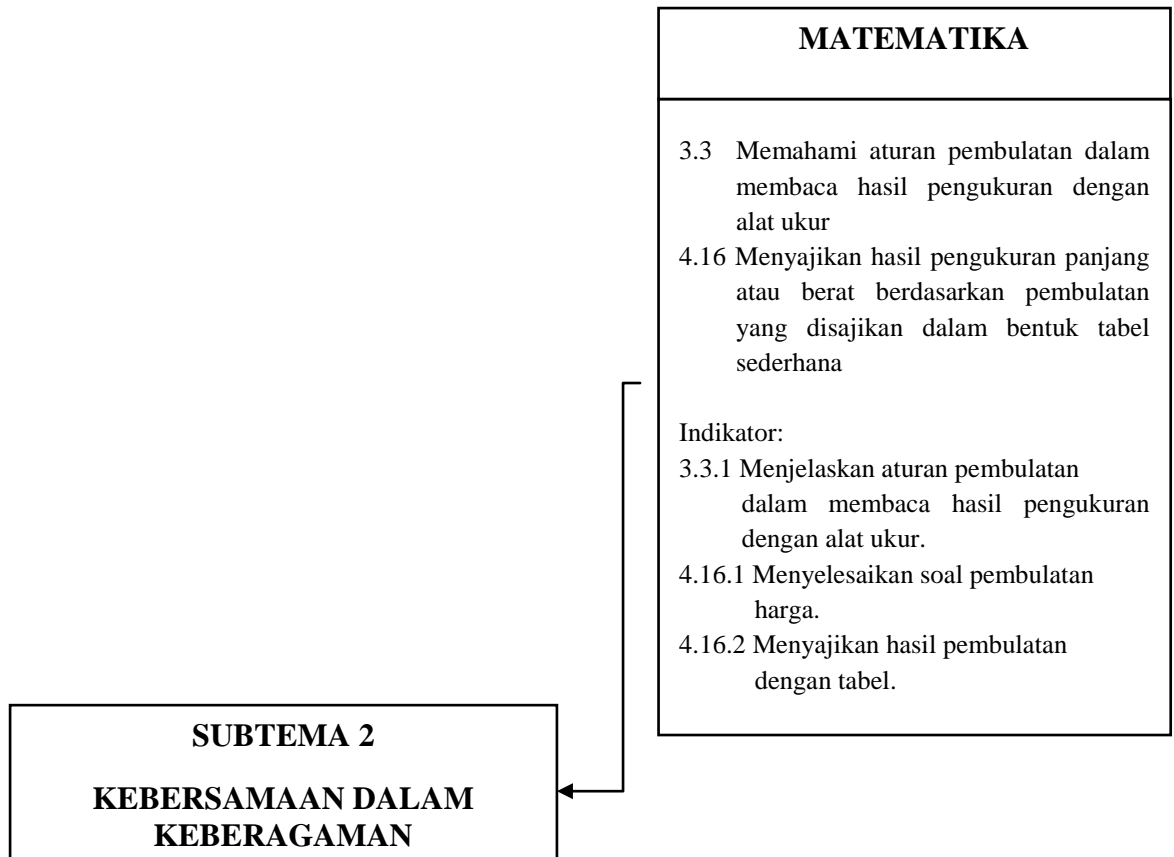 MATEMATIKA
3.3 Memahami aturan pembulatan dalam
membaca hasil pengukuran dengan
alat ukur
4.16 Menyajikan hasil pengukuran panjang
atau berat berdasarkan pembulatan
yang disajikan dalam bentuk tabel
sederhana
Indikator:
3.3.1 Menjelaskan aturan pembulatan
dalam membaca hasil pengukuran
dengan alat ukur.
4.16.1 Menyelesaikan soal pembulatan
harga.
4.16.2 Menyajikan hasil pembulatan
dengan tabel.
SUBTEMA 2
KEBERSAMAAN DALAM
KEBERAGAMAN